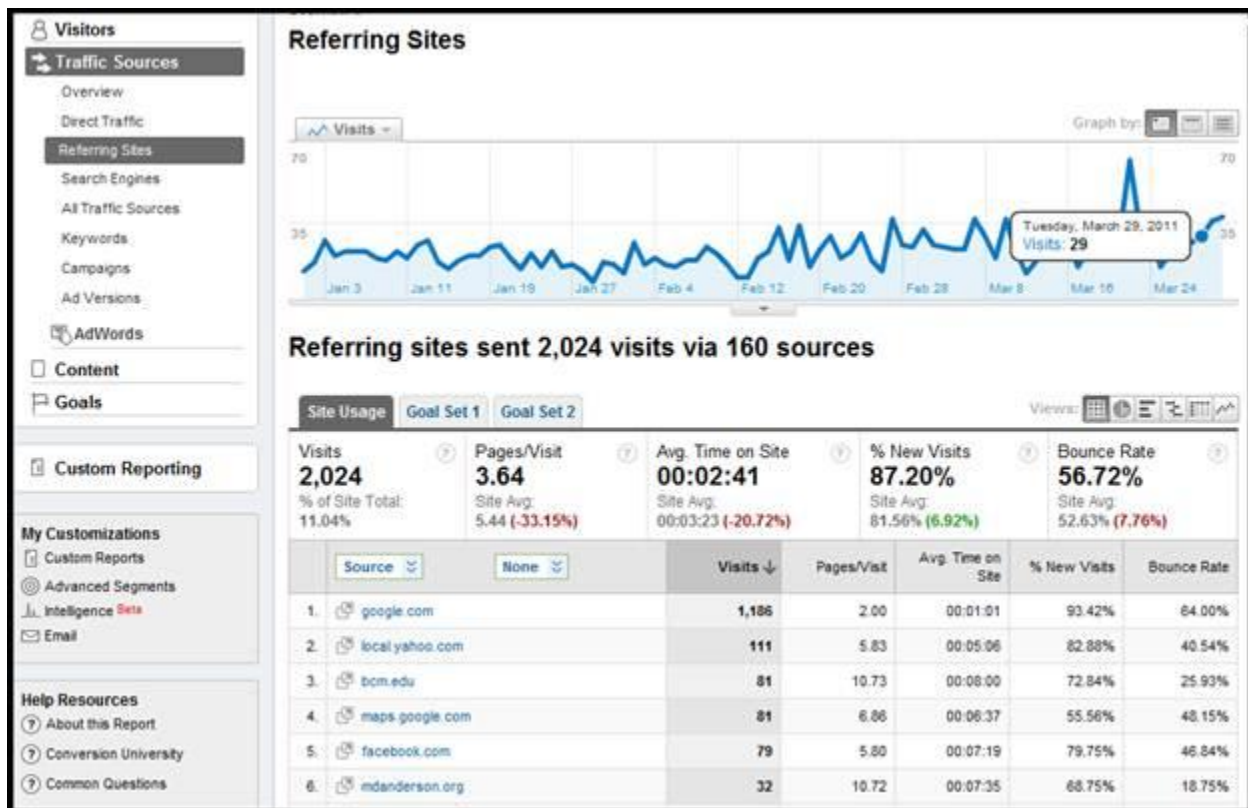 Visitors
Traffic Sources
Overview
Direct Traffic
Referring Sites
Search Engines
All Traffic Sources
Keywords
Campaigns
Ad Versions
AdWords
Content
Goals
Custom Reporting
My Customizations
Custom Reports
Advanced Segments
Intelligence Beta
Email
Help Resources
About this Report
Conversion University
Common Questions
Referring Sites
Visits
Graph by:
70 70
35 35
Tuesday, March 29, 2011
Visits: 29
Jan 3 Jan 11 Jan 19 Jan 27 Feb 4 Feb 12 Feb 20 Feb 28 Mar 8 Mar 16 Mar 24
Referring sites sent 2,024 visits via 160 sources
Site Usage Goal Set 1 Goal Set 2 Views:
Visits Pages/Visit Avg. Time on Site % New Visits Bounce Rate
2,024 3.64 00:02:41 87.20% 56.72%
% of Site Total: Site Avg: Site Avg: Site Avg: Site Avg:
11.04% 5.44 (-33.15%) 00:03:23 (-20.72%) 81.56% (6.92%) 52.63% (7.76%)
Source None Visits Pages/Visit Avg. Time on Site % New Visits Bounce Rate
1. google.com 1,186 2.00 00:01:01 93.42% 64.00%
2. local.yahoo.com 111 5.83 00:05:06 82.88% 40.54%
3. bcm.edu 81 10.73 00:08:00 72.84% 25.93%
4. maps.google.com 81 6.86 00:06:37 55.56% 48.15%
5. facebook.com 79 5.80 00:07:19 79.75% 46.84%
6. mdanderson.org 32 10.72 00:07:35 68.75% 18.75%